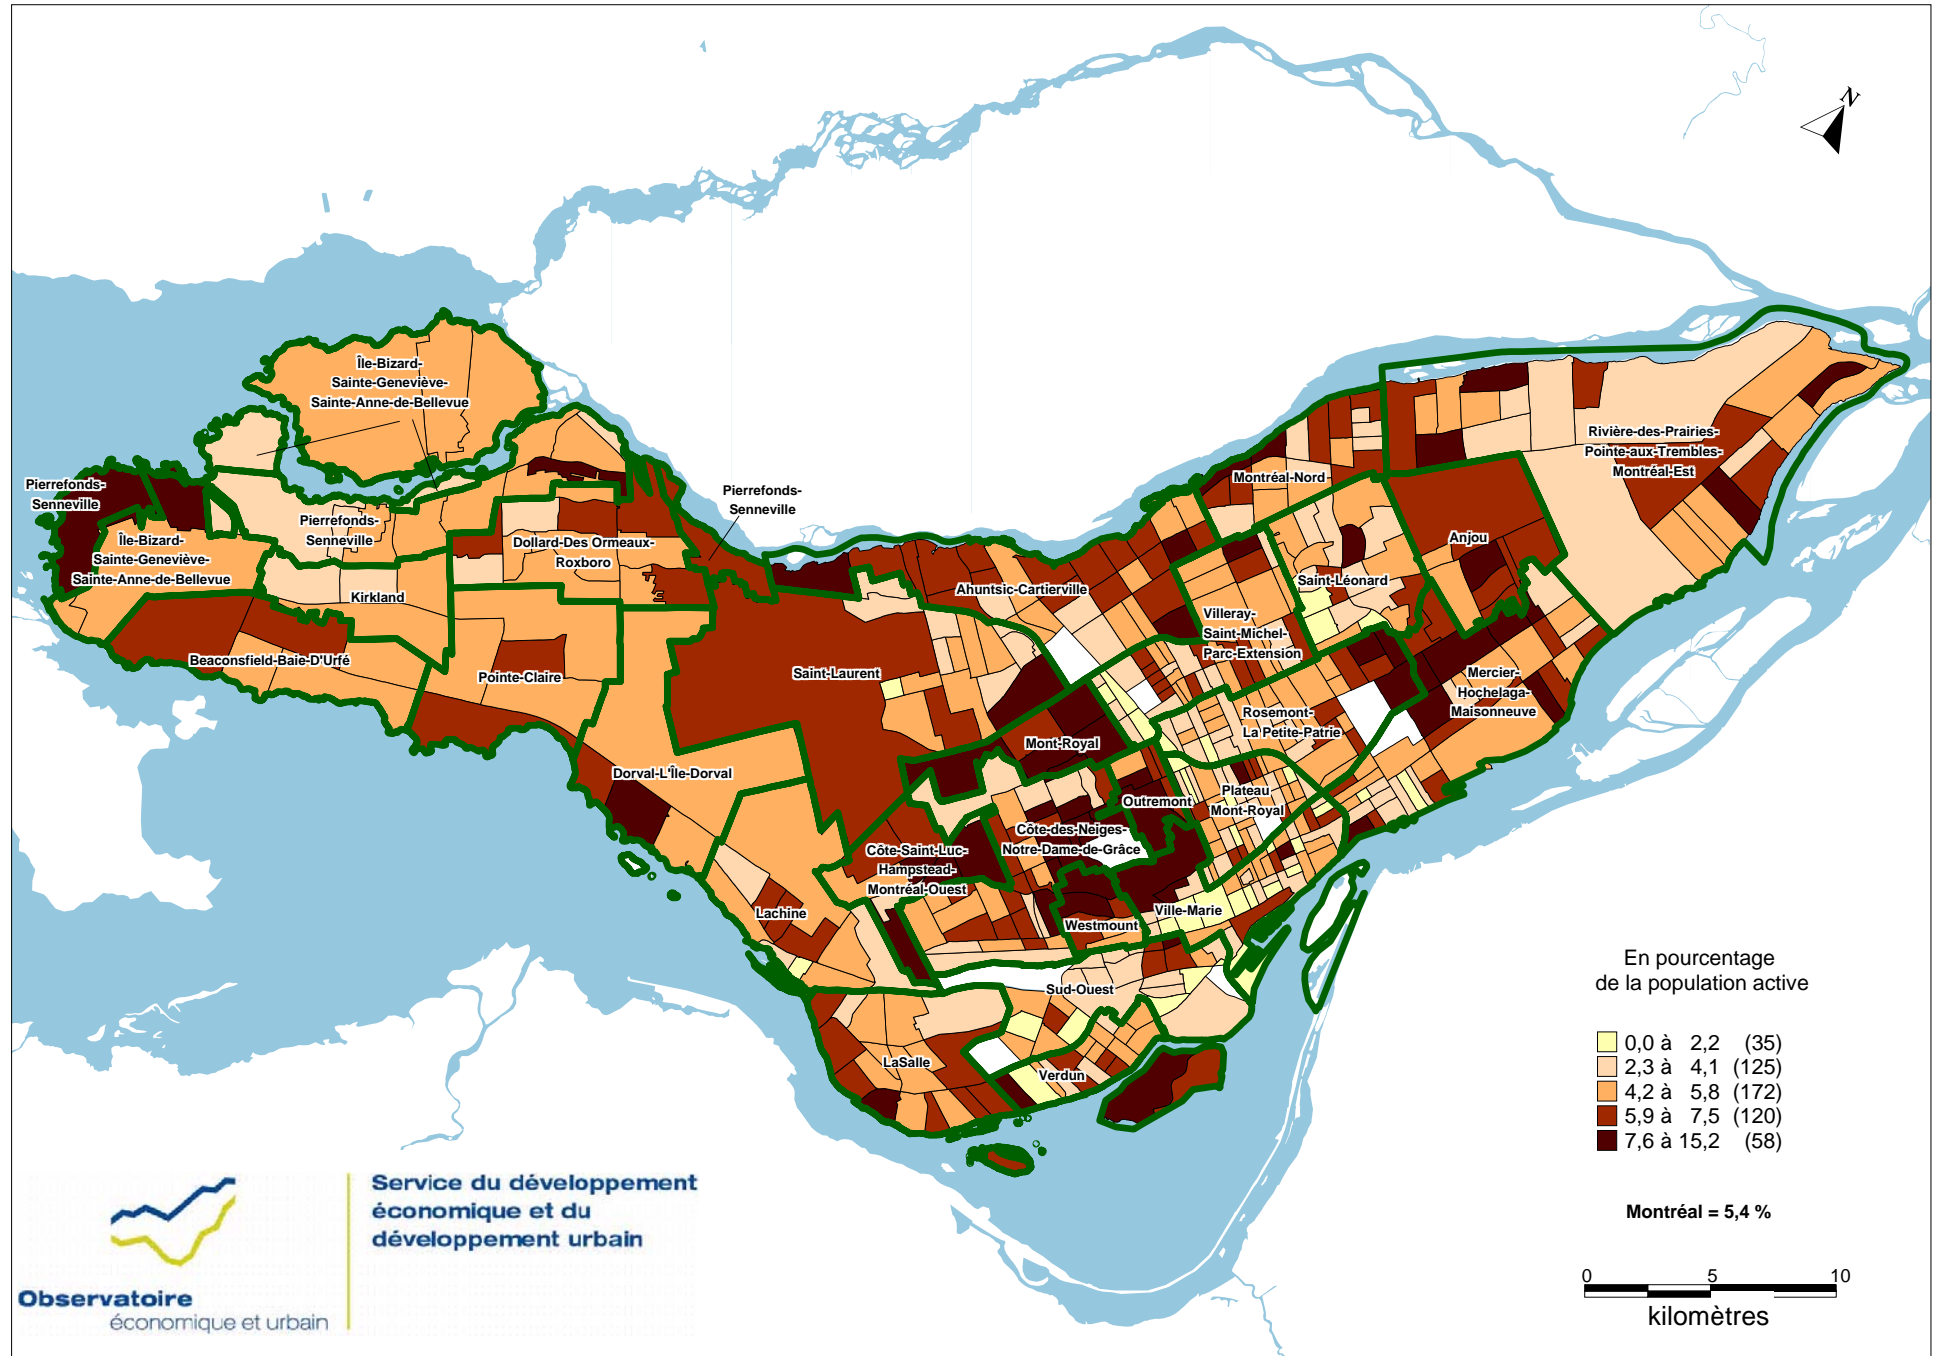 N
Île-Bizard-
Sainte-Geneviève-
Sainte-Anne-de-Bellevue
Pierrefonds-
Senneville
Île-Bizard-
Sainte-Geneviève-
Sainte-Anne-de-Bellevue
Pierrefonds-
Senneville
Kirkland
Beaconsfield-Baie-D'Urfé
Dollard-Des Ormeaux-
Roxboro
Pierrefonds-
Senneville
Pointe-Claire
Dorval-L'Île-Dorval
Saint-Laurent
Ahuntsic-Cartierville
Montréal-Nord
Rivière-des-Prairies-
Pointe-aux-Trembles-
Montréal-Est
Anjou
Saint-Léonard
Villeray-
Saint-Michel-
Parc-Extension
Mercier-
Hochelaga-
Maisonneuve
Rosemont-
La Petite-Patrie
Mont-Royal
Outremont
Plateau
Mont-Royal
Côte-des-Neiges-
Notre-Dame-de-Grâce
Côte-Saint-Luc-
Hampstead-
Montréal-Ouest
Lachine
Westmount
Ville-Marie
Sud-Ouest
LaSalle
Verdun
En pourcentage
de la population active
0,0 à 2,2 (35)
2,3 à 4,1 (125)
4,2 à 5,8 (172)
5,9 à 7,5 (120)
7,6 à 15,2 (58)
Montréal = 5,4 %
0 5 10
kilomètres
Service du développement
économique et du
développement urbain
Observatoire
économique et urbain